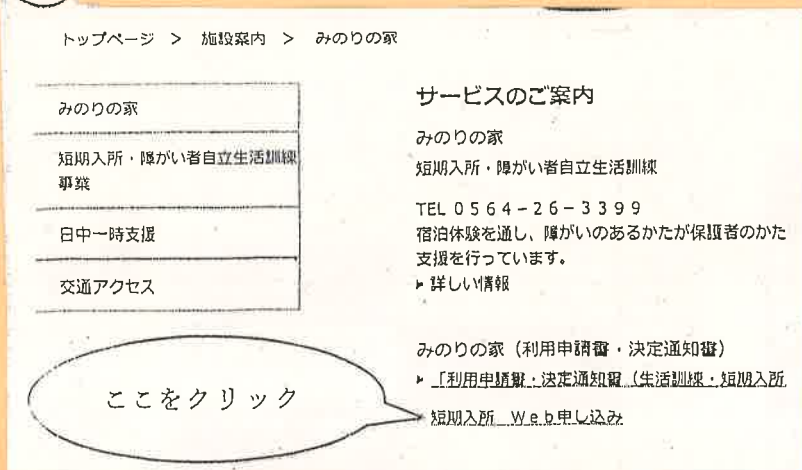 トップページ > 施設案内 > みのりの家
みのりの家
短期入所・障がい者自立生活訓練
事業
日中一時支援
交通アクセス
サービスのご案内
みのりの家
短期入所・障がい者自立生活訓練
TEL 0564-26-3399
宿泊体験を通し、障がいのあるかたが保護者のかた
支援を行っています。
詳しい情報
みのりの家(利用申請書・決定通知書)
「利用申請書・決定通知書(生活訓練・短期入所
短期入所 Web申し込み
ここをクリック